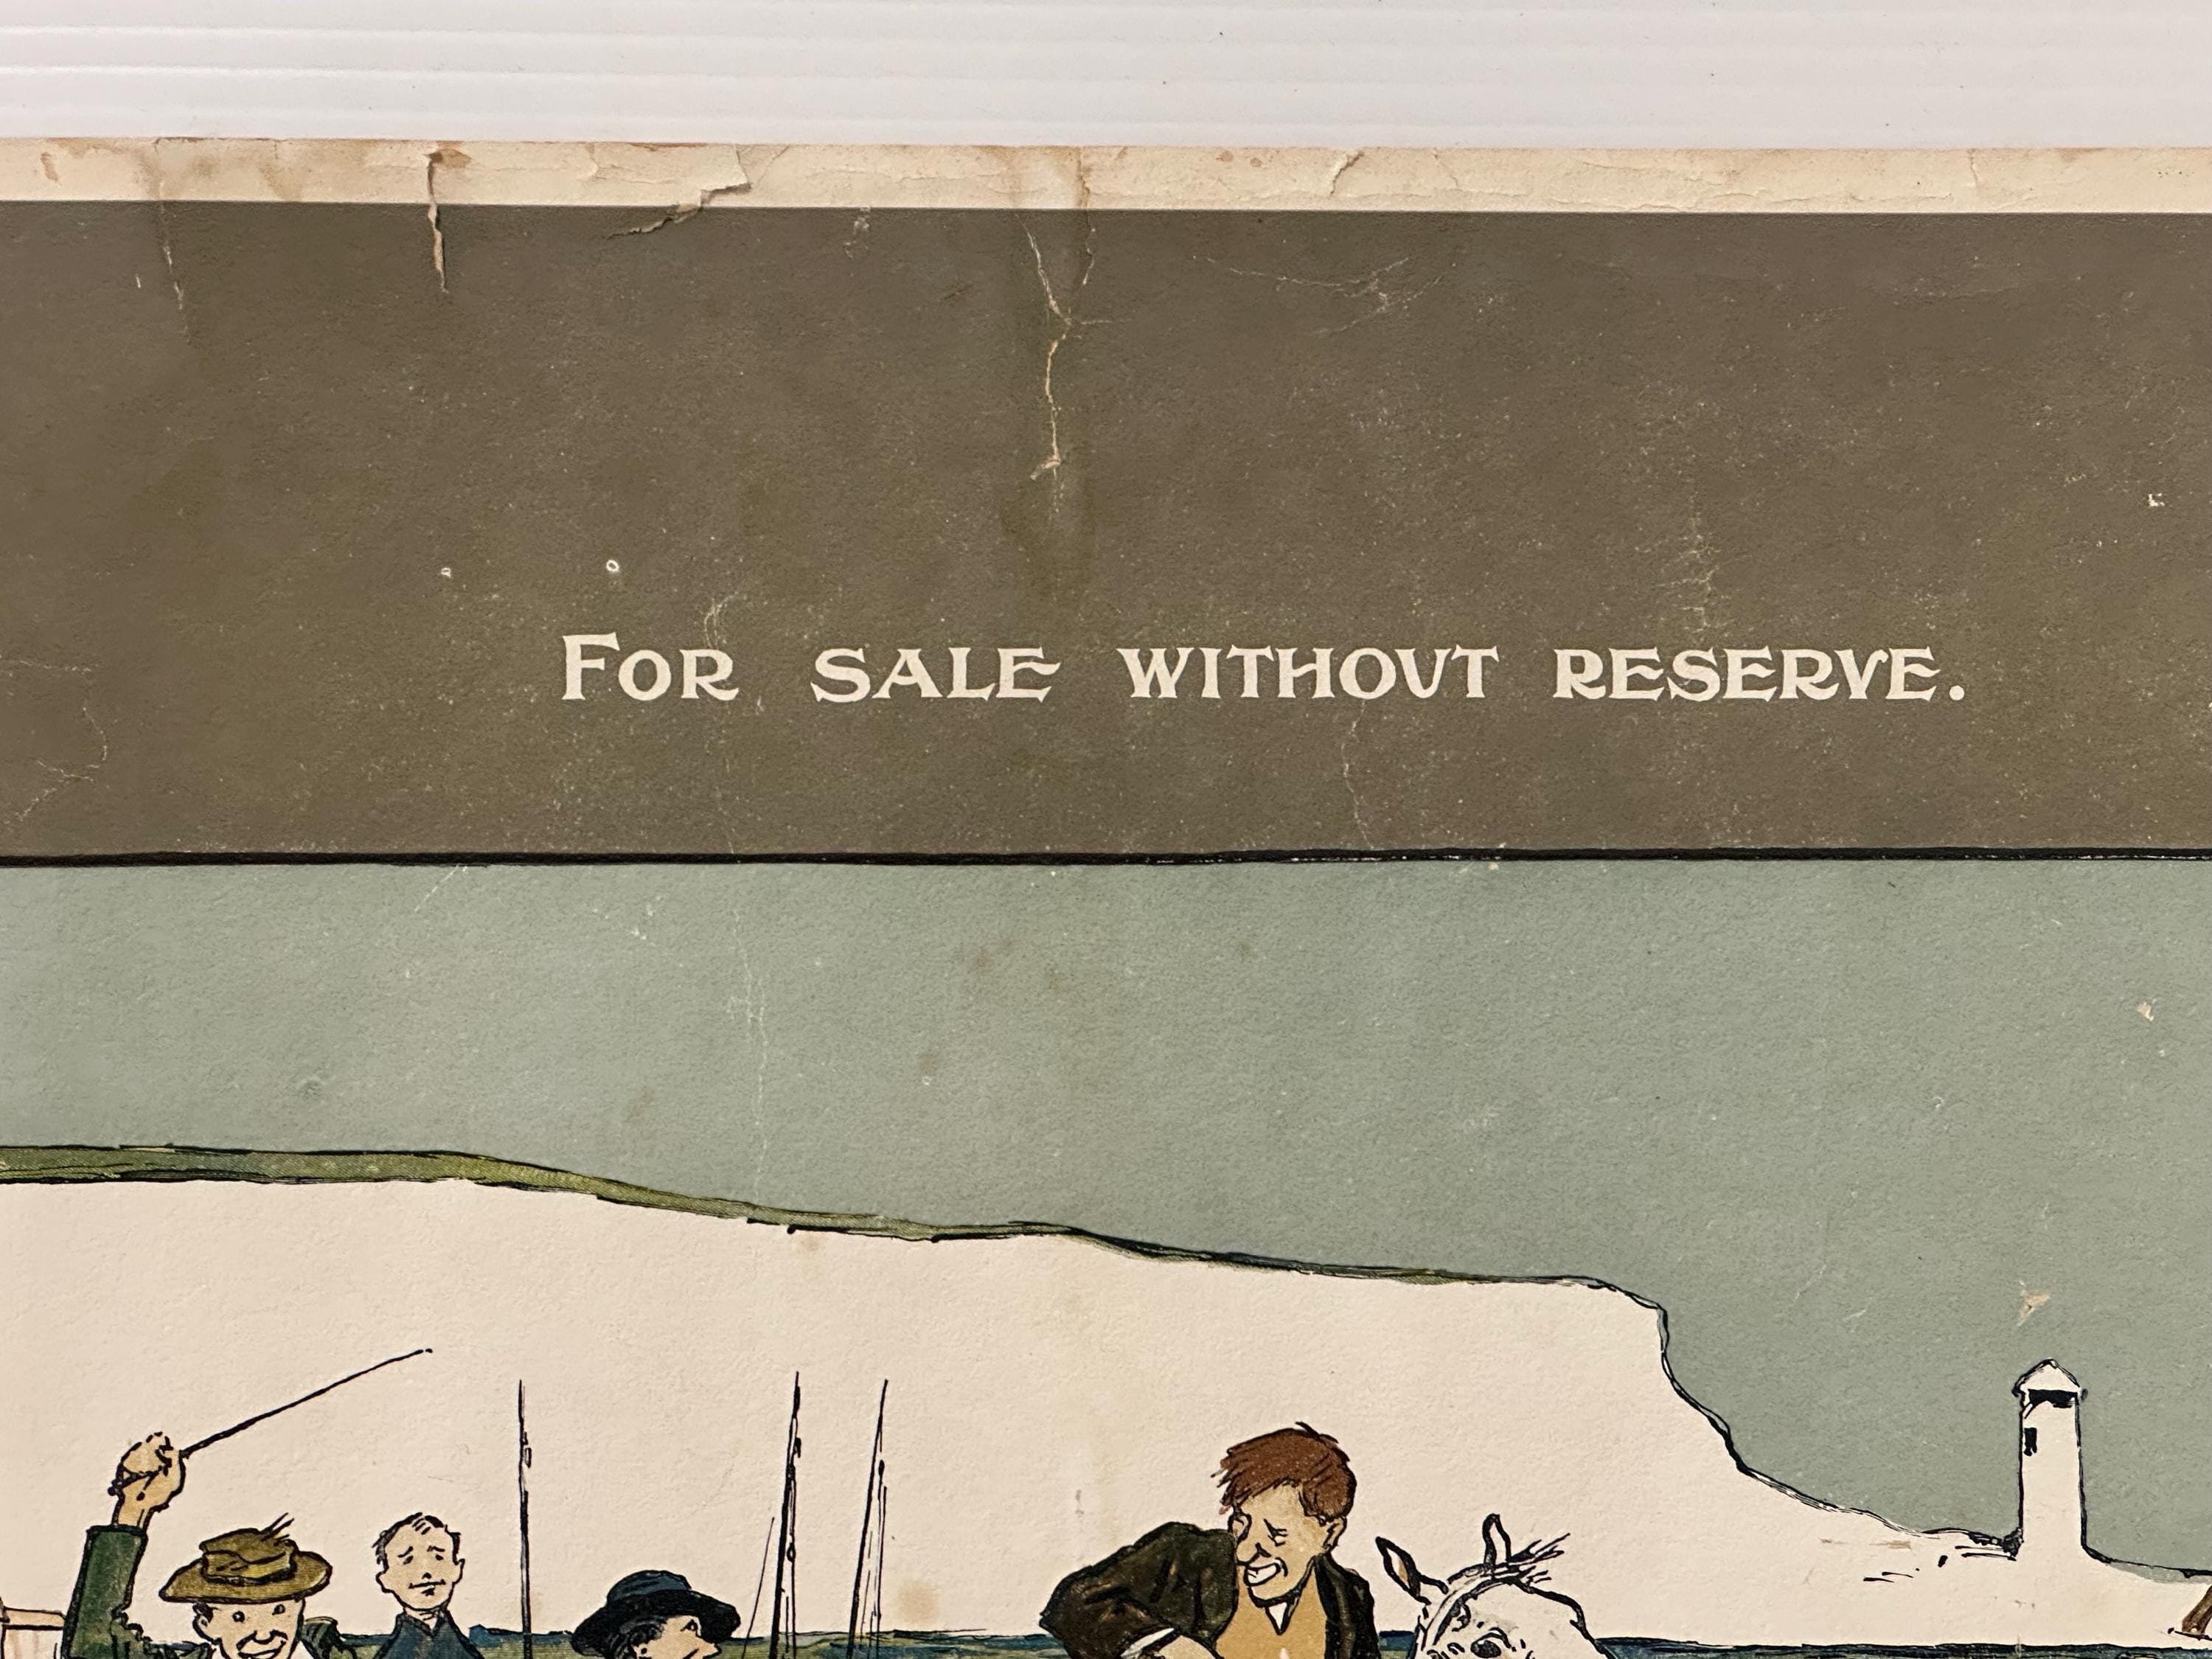 For sale without reserve.